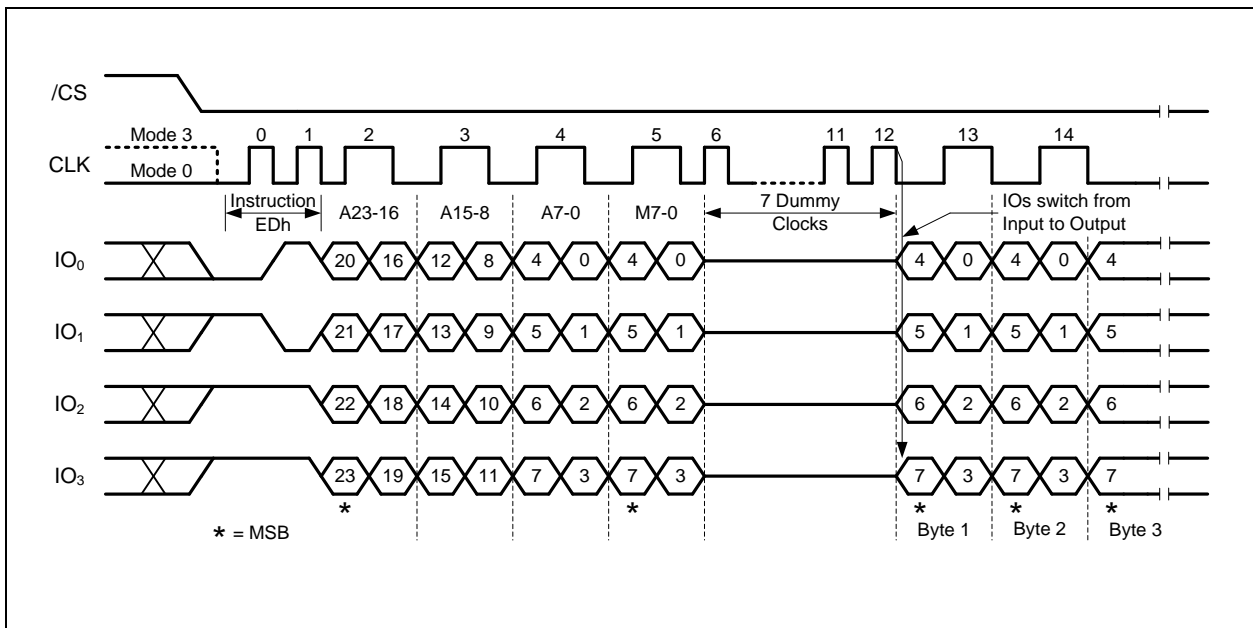 /CS
Mode 3 0 1 2 3 4 5 6 11 12 13 14
CLK
Mode 0
Instruction EDh
A23-16 A15-8 A7-0 M7-0
7 Dummy Clocks
IOs switch from Input to Output
IO0 20 16 12 8 4 0 4 0 4 0 4 0 4
IO1 21 17 13 9 5 1 5 1 5 1 5 1 5
IO2 22 18 14 10 6 2 6 2 6 2 6 2 6
IO3 23 19 15 11 7 3 7 3 7 3 7 3 7
* * * * *
* = MSB
Byte 1 Byte 2 Byte 3